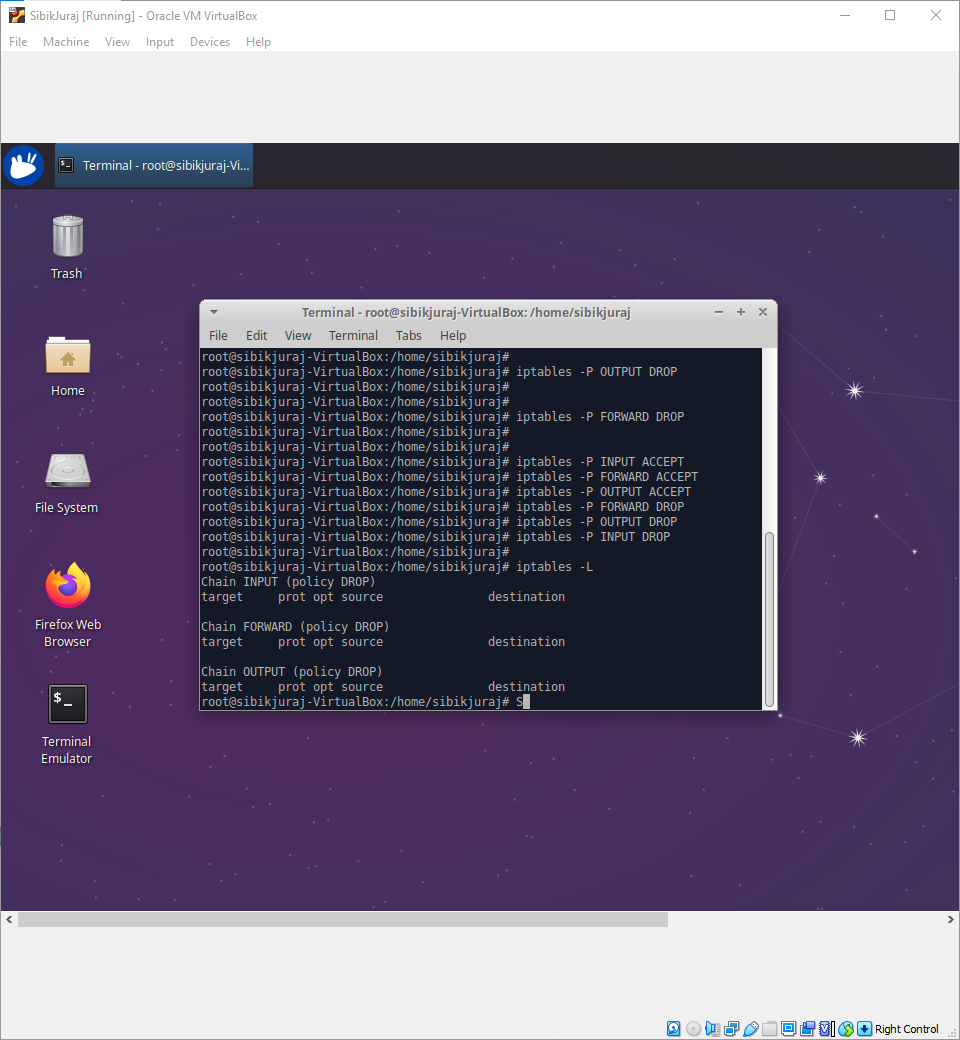 SibikJuraj [Running] - Oracle VM VirtualBox
File Machine View Input Devices Help
Terminal - root@sibikjuraj-Vi...
Trash
Home
File System
Firefox Web
Browser
$_
Terminal
Emulator
Terminal - root@sibikjuraj-VirtualBox: /home/sibikjuraj
File Edit View Terminal Tabs Help
root@sibikjuraj-VirtualBox:/home/sibikjuraj#
root@sibikjuraj-VirtualBox:/home/sibikjuraj# iptables -P OUTPUT DROP
root@sibikjuraj-VirtualBox:/home/sibikjuraj#
root@sibikjuraj-VirtualBox:/home/sibikjuraj#
root@sibikjuraj-VirtualBox:/home/sibikjuraj# iptables -P FORWARD DROP
root@sibikjuraj-VirtualBox:/home/sibikjuraj#
root@sibikjuraj-VirtualBox:/home/sibikjuraj#
root@sibikjuraj-VirtualBox:/home/sibikjuraj# iptables -P INPUT ACCEPT
root@sibikjuraj-VirtualBox:/home/sibikjuraj# iptables -P FORWARD ACCEPT
root@sibikjuraj-VirtualBox:/home/sibikjuraj# iptables -P OUTPUT ACCEPT
root@sibikjuraj-VirtualBox:/home/sibikjuraj# iptables -P FORWARD DROP
root@sibikjuraj-VirtualBox:/home/sibikjuraj# iptables -P OUTPUT DROP
root@sibikjuraj-VirtualBox:/home/sibikjuraj# iptables -P INPUT DROP
root@sibikjuraj-VirtualBox:/home/sibikjuraj#
root@sibikjuraj-VirtualBox:/home/sibikjuraj# iptables -L
Chain INPUT (policy DROP)
target prot opt source destination
Chain FORWARD (policy DROP)
target prot opt source destination
Chain OUTPUT (policy DROP)
target prot opt source destination
root@sibikjuraj-VirtualBox:/home/sibikjuraj# S
Right Control